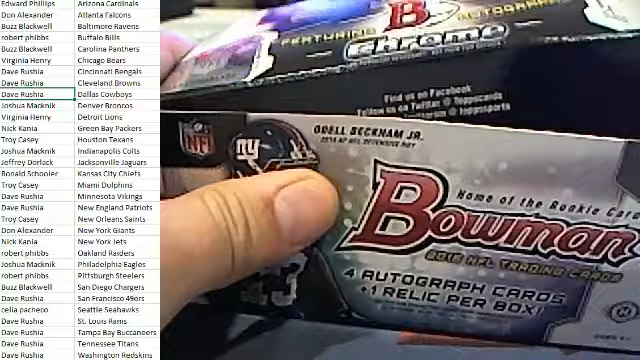 Edward Phillips Arizona Cardinals
Don Alexander Atlanta Falcons
Buzz Blackwell Baltimore Ravens
robert phibbs Buffalo Bills
Buzz Blackwell Carolina Panthers
Virginia Henry Chicago Bears
Dave Rushia Cincinnati Bengals
Dave Rushia Cleveland Browns
Dave Rushia Dallas Cowboys
Joshua Macknik Denver Broncos
Virginia Henry Detroit Lions
Nick Kania Green Bay Packers
Troy Casey Houston Texans
Joshua Macknik Indianapolis Colts
Jeffrey Dorlack Jacksonville Jaguars
Ronald Schooler Kansas City Chiefs
Troy Casey Miami Dolphins
Dave Rushia Minnesota Vikings
Dave Rushia New England Patriots
Troy Casey New Orleans Saints
Don Alexander New York Giants
Nick Kania New York Jets
robert phibbs Oakland Raiders
Joshua Macknik Philadelphia Eagles
robert phibbs Pittsburgh Steelers
Buzz Blackwell San Diego Chargers
Dave Rushia San Francisco 49ers
celia pacheco Seattle Seahawks
Dave Rushia St. Louis Rams
Dave Rushia Tampa Bay Buccaneers
Dave Rushia Tennessee Titans
Dave Rushia Washington Redskins
B
FEATURING AUTOGRAPH
chrome
Find us on Facebook
Follow us on Twitter @ toppscards
@ toppsports
NFL
ny
ODELL BECKHAM JR.
Home of the Rookie Car
Bowman
2015 NFL TRADING CARDS
4 AUTOGRAPH CARDS
+1 RELIC PER BOX!